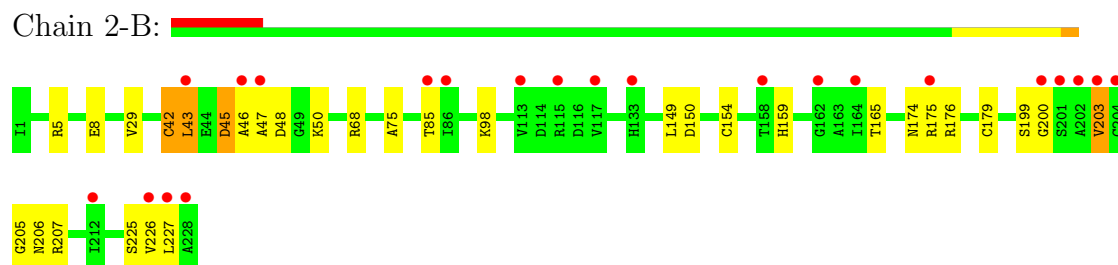 Chain 2-B:
I1 R5 E8 V29 C42 L43 E44 D45 A46 A47 D48 G49 K50 R68 A75 T85 I86 K98 V113 D114 R115 D116 V117 H133 L149 D150 C154 T158 H159 G162 A163 I164 T165 N174 R175 R176 C179 S199 G200 S201 A202 V203 G204
G205 N206 R207 I212 S225 V226 L227 A228